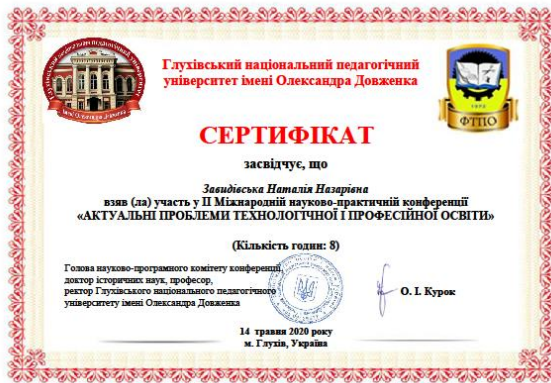 Глухівський національний педагогічний
університет імені Олександра Довженка
ФТПО
СЕРТИФІКАТ
засвідчує, що
Завидівська Наталія Назарівна
взяв (ла) участь у ІІ Міжнародній науково-практичній конференції
«АКТУАЛЬНІ ПРОБЛЕМИ ТЕХНОЛОГІЧНОЇ І ПРОФЕСІЙНОЇ ОСВІТИ»
(Кількість годин: 8)
Голова науково-програмного комітету конференції,
доктор історичних наук, професор,
ректор Глухівського національного педагогічного
університету імені Олександра Довженка
О. І. Курок
14 травня 2020 року
м. Глухів, Україна